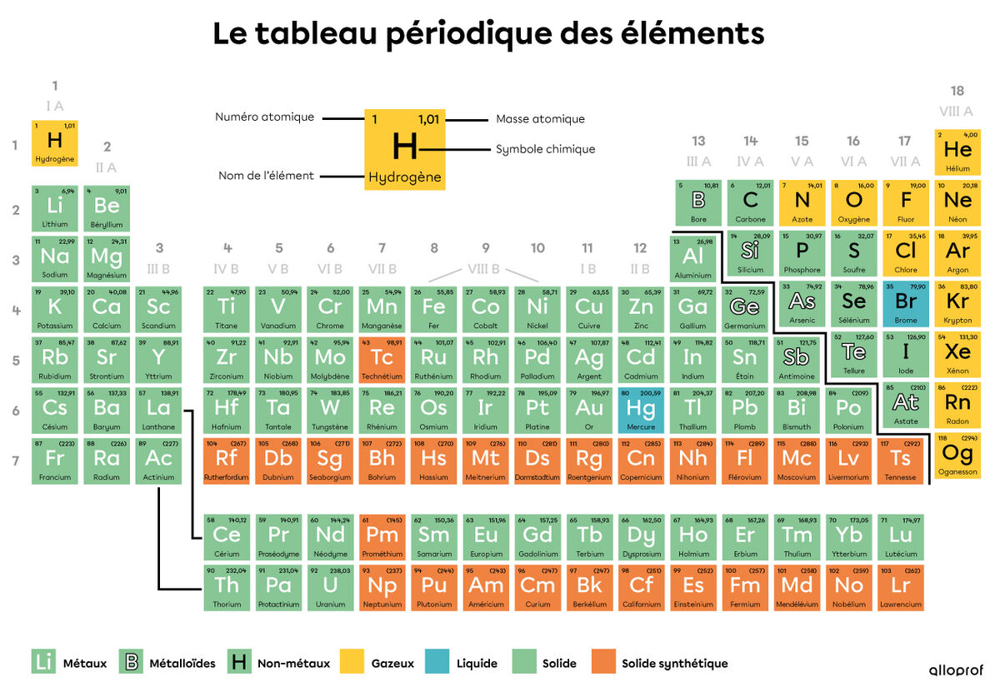 Le tableau périodique des éléments
1
I A
18
VIII A
Numéro atomique
1 1,01
H
Hydrogène
Masse atomique
Symbole chimique
Nom de l'élément
1
1 1,01
H
Hydrogène
2
II A
13
III A
14
IV A
15
V A
16
VI A
17
VII A
2 4,00
He
Hélium
2
3 6,94
Li
Lithium
4 9,01
Be
Béryllium
5 10,81
B
Bore
6 12,01
C
Carbone
7 14,01
N
Azote
8 16,00
O
Oxygène
9 19,00
F
Fluor
10 20,18
Ne
Néon
3
11 22,99
Na
Sodium
12 24,31
Mg
Magnésium
3
III B
4
IV B
5
V B
6
VI B
7
VII B
8
9
10
VIII B
11
I B
12
II B
13 26,98
Al
Aluminium
14 28,09
Si
Silicium
15 30,97
P
Phosphore
16 32,07
S
Soufre
17 35,45
Cl
Chlore
18 39,95
Ar
Argon
4
19 39,10
K
Potassium
20 40,08
Ca
Calcium
21 44,96
Sc
Scandium
22 47,90
Ti
Titane
23 50,94
V
Vanadium
24 52,00
Cr
Chrome
25 54,94
Mn
Manganèse
26 55,85
Fe
Fer
27 58,93
Co
Cobalt
28 58,71
Ni
Nickel
29 63,55
Cu
Cuivre
30 65,39
Zn
Zinc
31 69,72
Ga
Gallium
32 72,59
Ge
Germanium
33 74,92
As
Arsenic
34 78,96
Se
Sélénium
35 79,90
Br
Brome
36 83,80
Kr
Krypton
5
37 85,47
Rb
Rubidium
38 87,62
Sr
Strontium
39 88,91
Y
Yttrium
40 91,22
Zr
Zirconium
41 92,91
Nb
Niobium
42 95,94
Mo
Molybdène
43 98,91
Tc
Technétium
44 101,07
Ru
Ruthénium
45 102,91
Rh
Rhodium
46 106,40
Pd
Palladium
47 107,87
Ag
Argent
48 112,41
Cd
Cadmium
49 114,82
In
Indium
50 118,71
Sn
Étain
51 121,75
Sb
Antimoine
52 127,60
Te
Tellure
53 126,90
I
Iode
54 131,30
Xe
Xénon
6
55 132,91
Cs
Césium
56 137,33
Ba
Baryum
57 138,91
La
Lanthane
72 178,49
Hf
Hafnium
73 180,95
Ta
Tantale
74 183,85
W
Tungstène
75 186,21
Re
Rhénium
76 190,20
Os
Osmium
77 192,22
Ir
Iridium
78 195,09
Pt
Platine
79 196,97
Au
Or
80 200,59
Hg
Mercure
81 204,37
Tl
Thallium
82 207,20
Pb
Plomb
83 208,98
Bi
Bismuth
84 (209)
Po
Polonium
85 (210)
At
Astate
86 (222)
Rn
Radon
7
87 (223)
Fr
Francium
88 (226)
Ra
Radium
89 (227)
Ac
Actinium
104 (267)
Rf
Rutherfordium
105 (268)
Db
Dubnium
106 (271)
Sg
Seaborgium
107 (272)
Bh
Bohrium
108 (270)
Hs
Hassium
109 (276)
Mt
Meitnerium
110 (281)
Ds
Darmstadtium
111 (280)
Rg
Roentgenium
112 (285)
Cn
Copernicium
113 (284)
Nh
Nihonium
114 (289)
Fl
Flérovium
115 (288)
Mc
Moscovium
116 (293)
Lv
Livermorium
117 (292)
Ts
Tennesse
118 (294)
Og
Oganesson
58 140,12
Ce
Cérium
59 140,91
Pr
Praséodyme
60 144,24
Nd
Néodyme
61 (145)
Pm
Prométhium
62 150,36
Sm
Samarium
63 151,96
Eu
Europium
64 157,25
Gd
Gadolinium
65 158,93
Tb
Terbium
66 162,50
Dy
Dysprosium
67 164,93
Ho
Holmium
68 167,26
Er
Erbium
69 168,93
Tm
Thulium
70 173,05
Yb
Ytterbium
71 174,97
Lu
Lutécium
90 232,04
Th
Thorium
91 231,04
Pa
Protactinium
92 238,03
U
Uranium
93 (237)
Np
Neptunium
94 (244)
Pu
Plutonium
95 (243)
Am
Américium
96 (247)
Cm
Curium
97 (247)
Bk
Berkélium
98 (251)
Cf
Californium
99 (252)
Es
Einsteinium
100 (257)
Fm
Fermium
101 (258)
Md
Mendélévium
102 (259)
No
Nobélium
103 (262)
Lr
Lawrencium
Li Métaux
B Métalloïdes
H Non-métaux
Gazeux
Liquide
Solide
Solide synthétique
alloprof